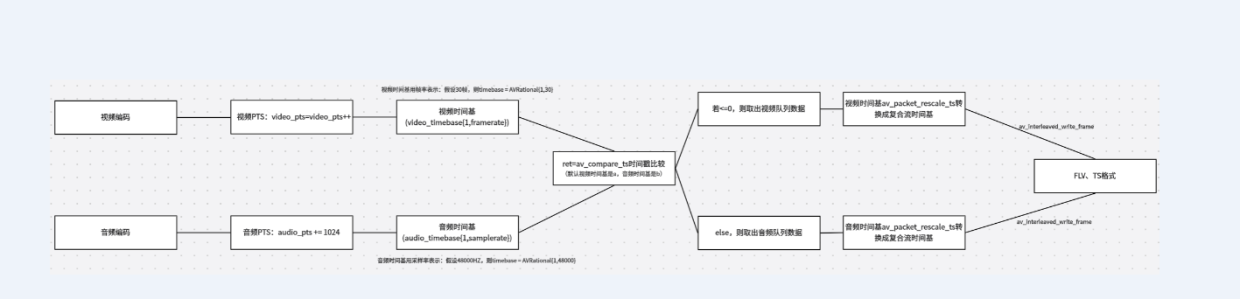 视频时间基用帧率表示：假设30帧，则timebase = AVRational{1,30}
视频编码
视频PTS：video_pts=video_pts++
视频时间基
(video_timebase{1,framerate})
若<=0，则取出视频队列数据
视频时间基av_packet_rescale_ts转
换成复合流时间基
av_interleaved_write_frame
ret=av_compare_ts时间戳比较
（默认视频时间基是a，音频时间基是b）
FLV、TS格式
音频编码
音频PTS：audio_pts += 1024
音频时间基
(audio_timebase{1,samplerate})
else，则取出音频队列数据
音频时间基av_packet_rescale_ts转
换成复合流时间基
av_interleaved_write_frame
音频时间基用采样率表示：假设48000HZ，则timebase = AVRational{1,48000}